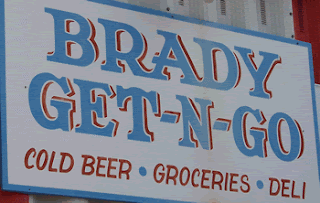 BRADY
GET-N-GO
COLD BEER • GROCERIES • DELI